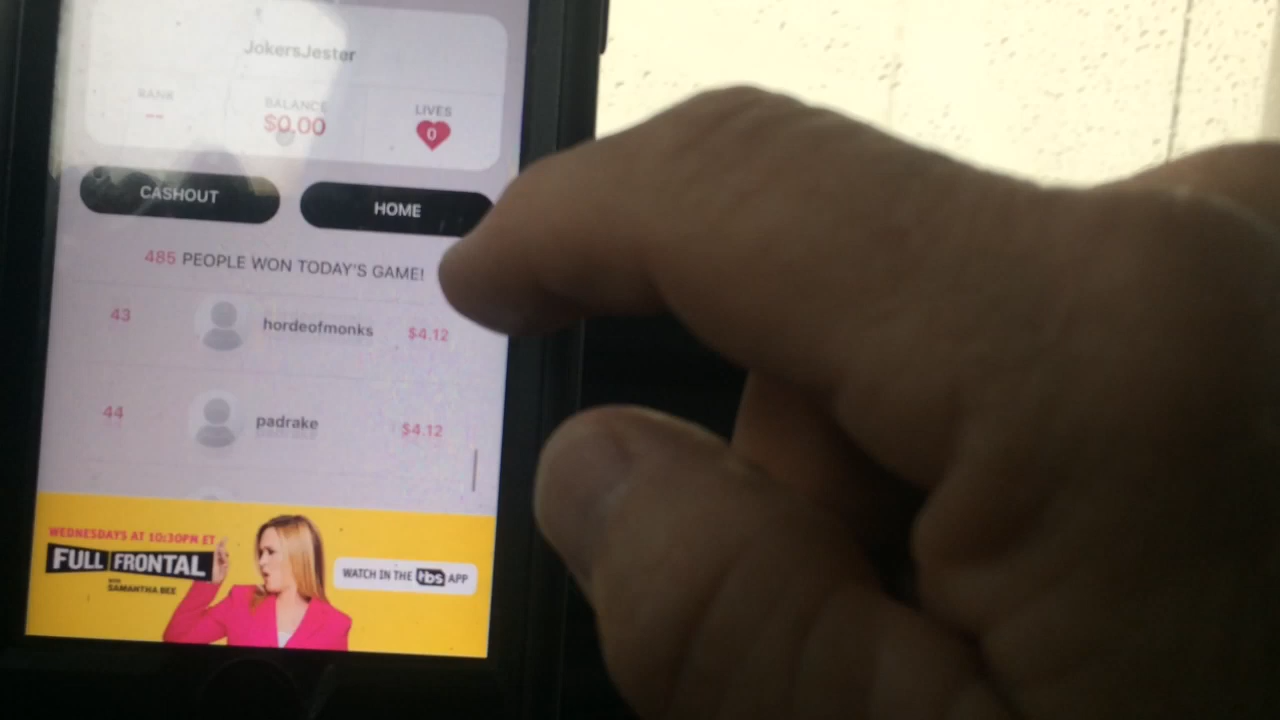 JokersJester
RANK
BALANCE
LIVES
--
$0.00
0
CASHOUT
HOME
485 PEOPLE WON TODAY'S GAME!
43
hordeofmonks
$4.12
44
padrake
$4.12
WEDNESDAYS AT 10:30PM ET
FULL FRONTAL
WITH
SAMANTHA BEE
WATCH IN THE tbs APP